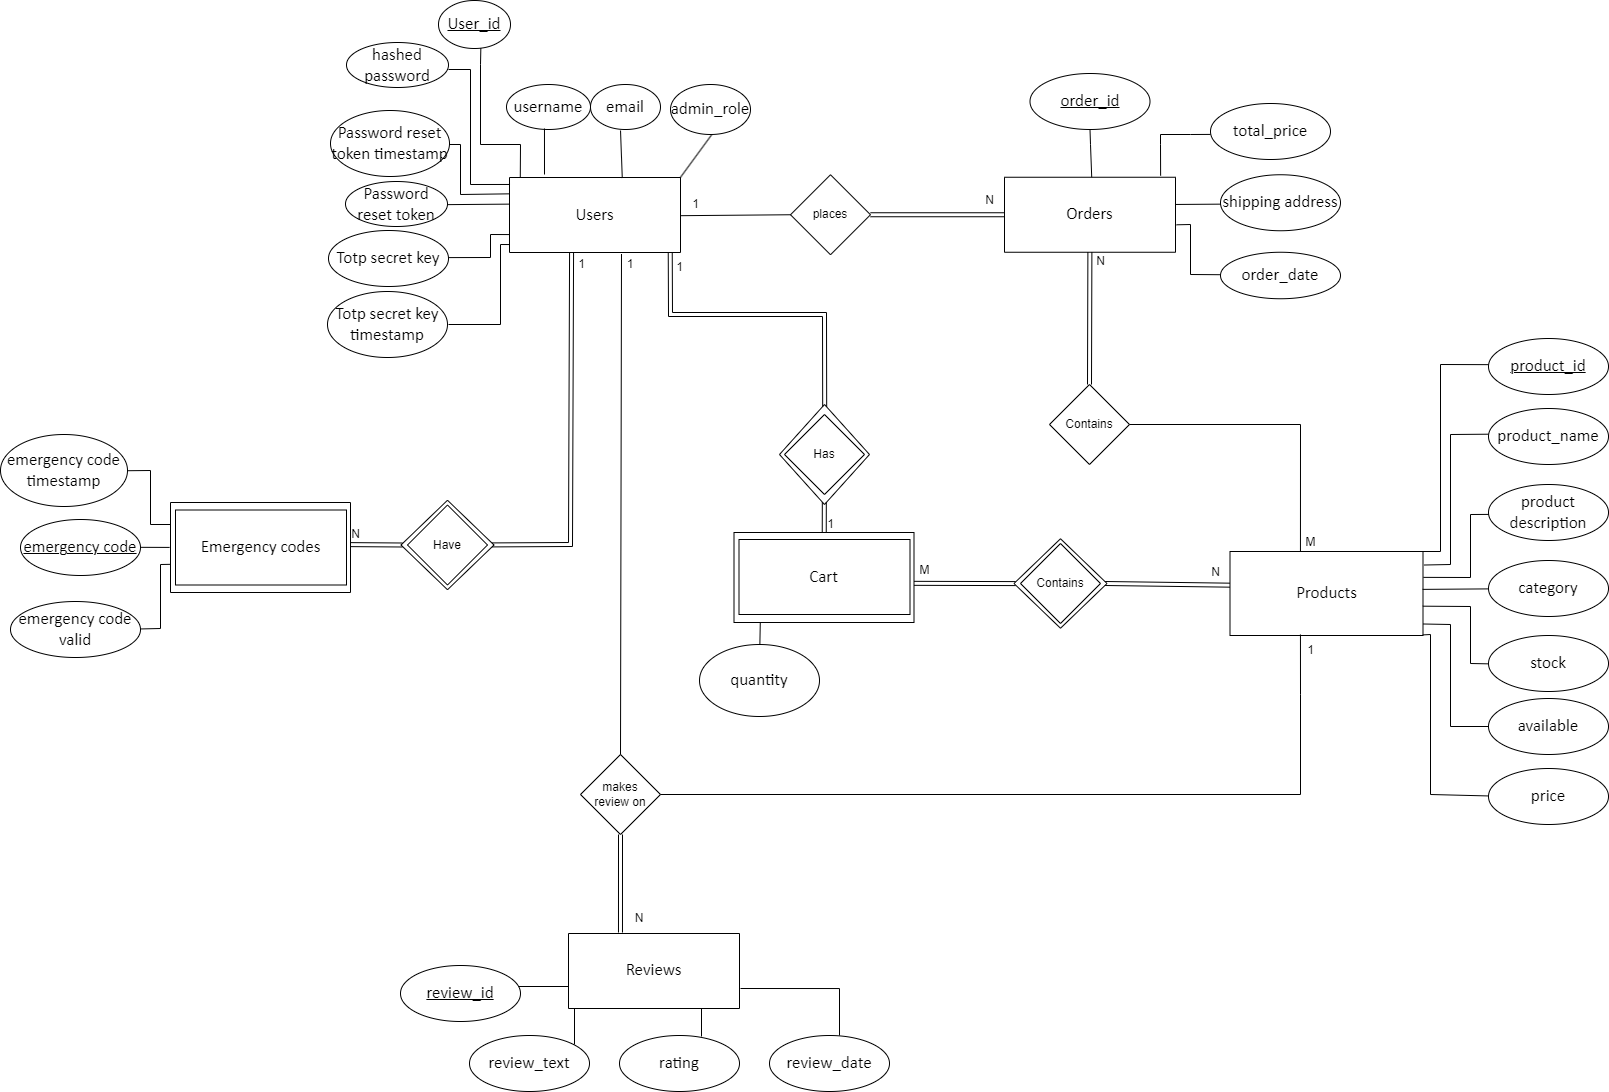 User_id
hashed
password
username
email
admin_role
order_id
Password reset
token timestamp
total_price
Password
reset token
Users
1
places
N
Orders
shipping address
Totp secret key
1
1
1
N
order_date
Totp secret key
timestamp
product_id
Contains
product_name
emergency code
timestamp
Has
product
description
emergency code
N
Have
Emergency codes
1
M
Cart
M
Contains
N
Products
category
emergency code
valid
1
stock
quantity
available
makes
review on
price
N
Reviews
review_id
review_text
rating
review_date